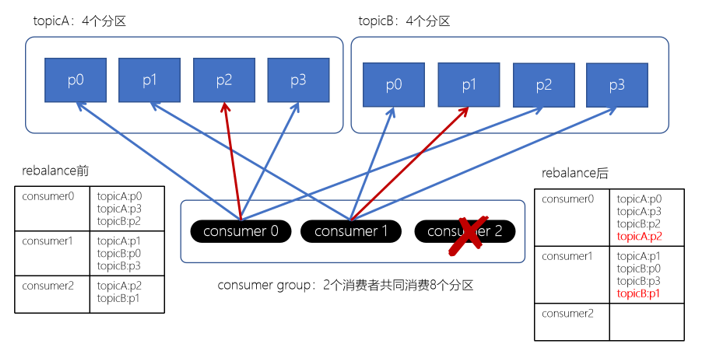 topicA：4个分区
topicB：4个分区
p0
p1
p2
p3
p0
p1
p2
p3
rebalance前
consumer0
topicA:p0
topicA:p3
topicB:p2
consumer1
topicA:p1
topicB:p0
topicB:p3
consumer2
topicA:p2
topicB:p1
consumer 0
consumer 1
consumer 2
consumer group：2个消费者共同消费8个分区
rebalance后
consumer0
topicA:p0
topicA:p3
topicB:p2
topicA:p2
consumer1
topicA:p1
topicB:p0
topicB:p3
topicB:p1
consumer2